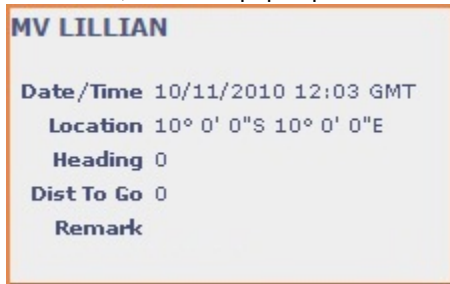 MV LILLIAN
Date/Time 10/11/2010 12:03 GMT
Location 10° 0' 0"S 10° 0' 0"E
Heading 0
Dist To Go 0
Remark